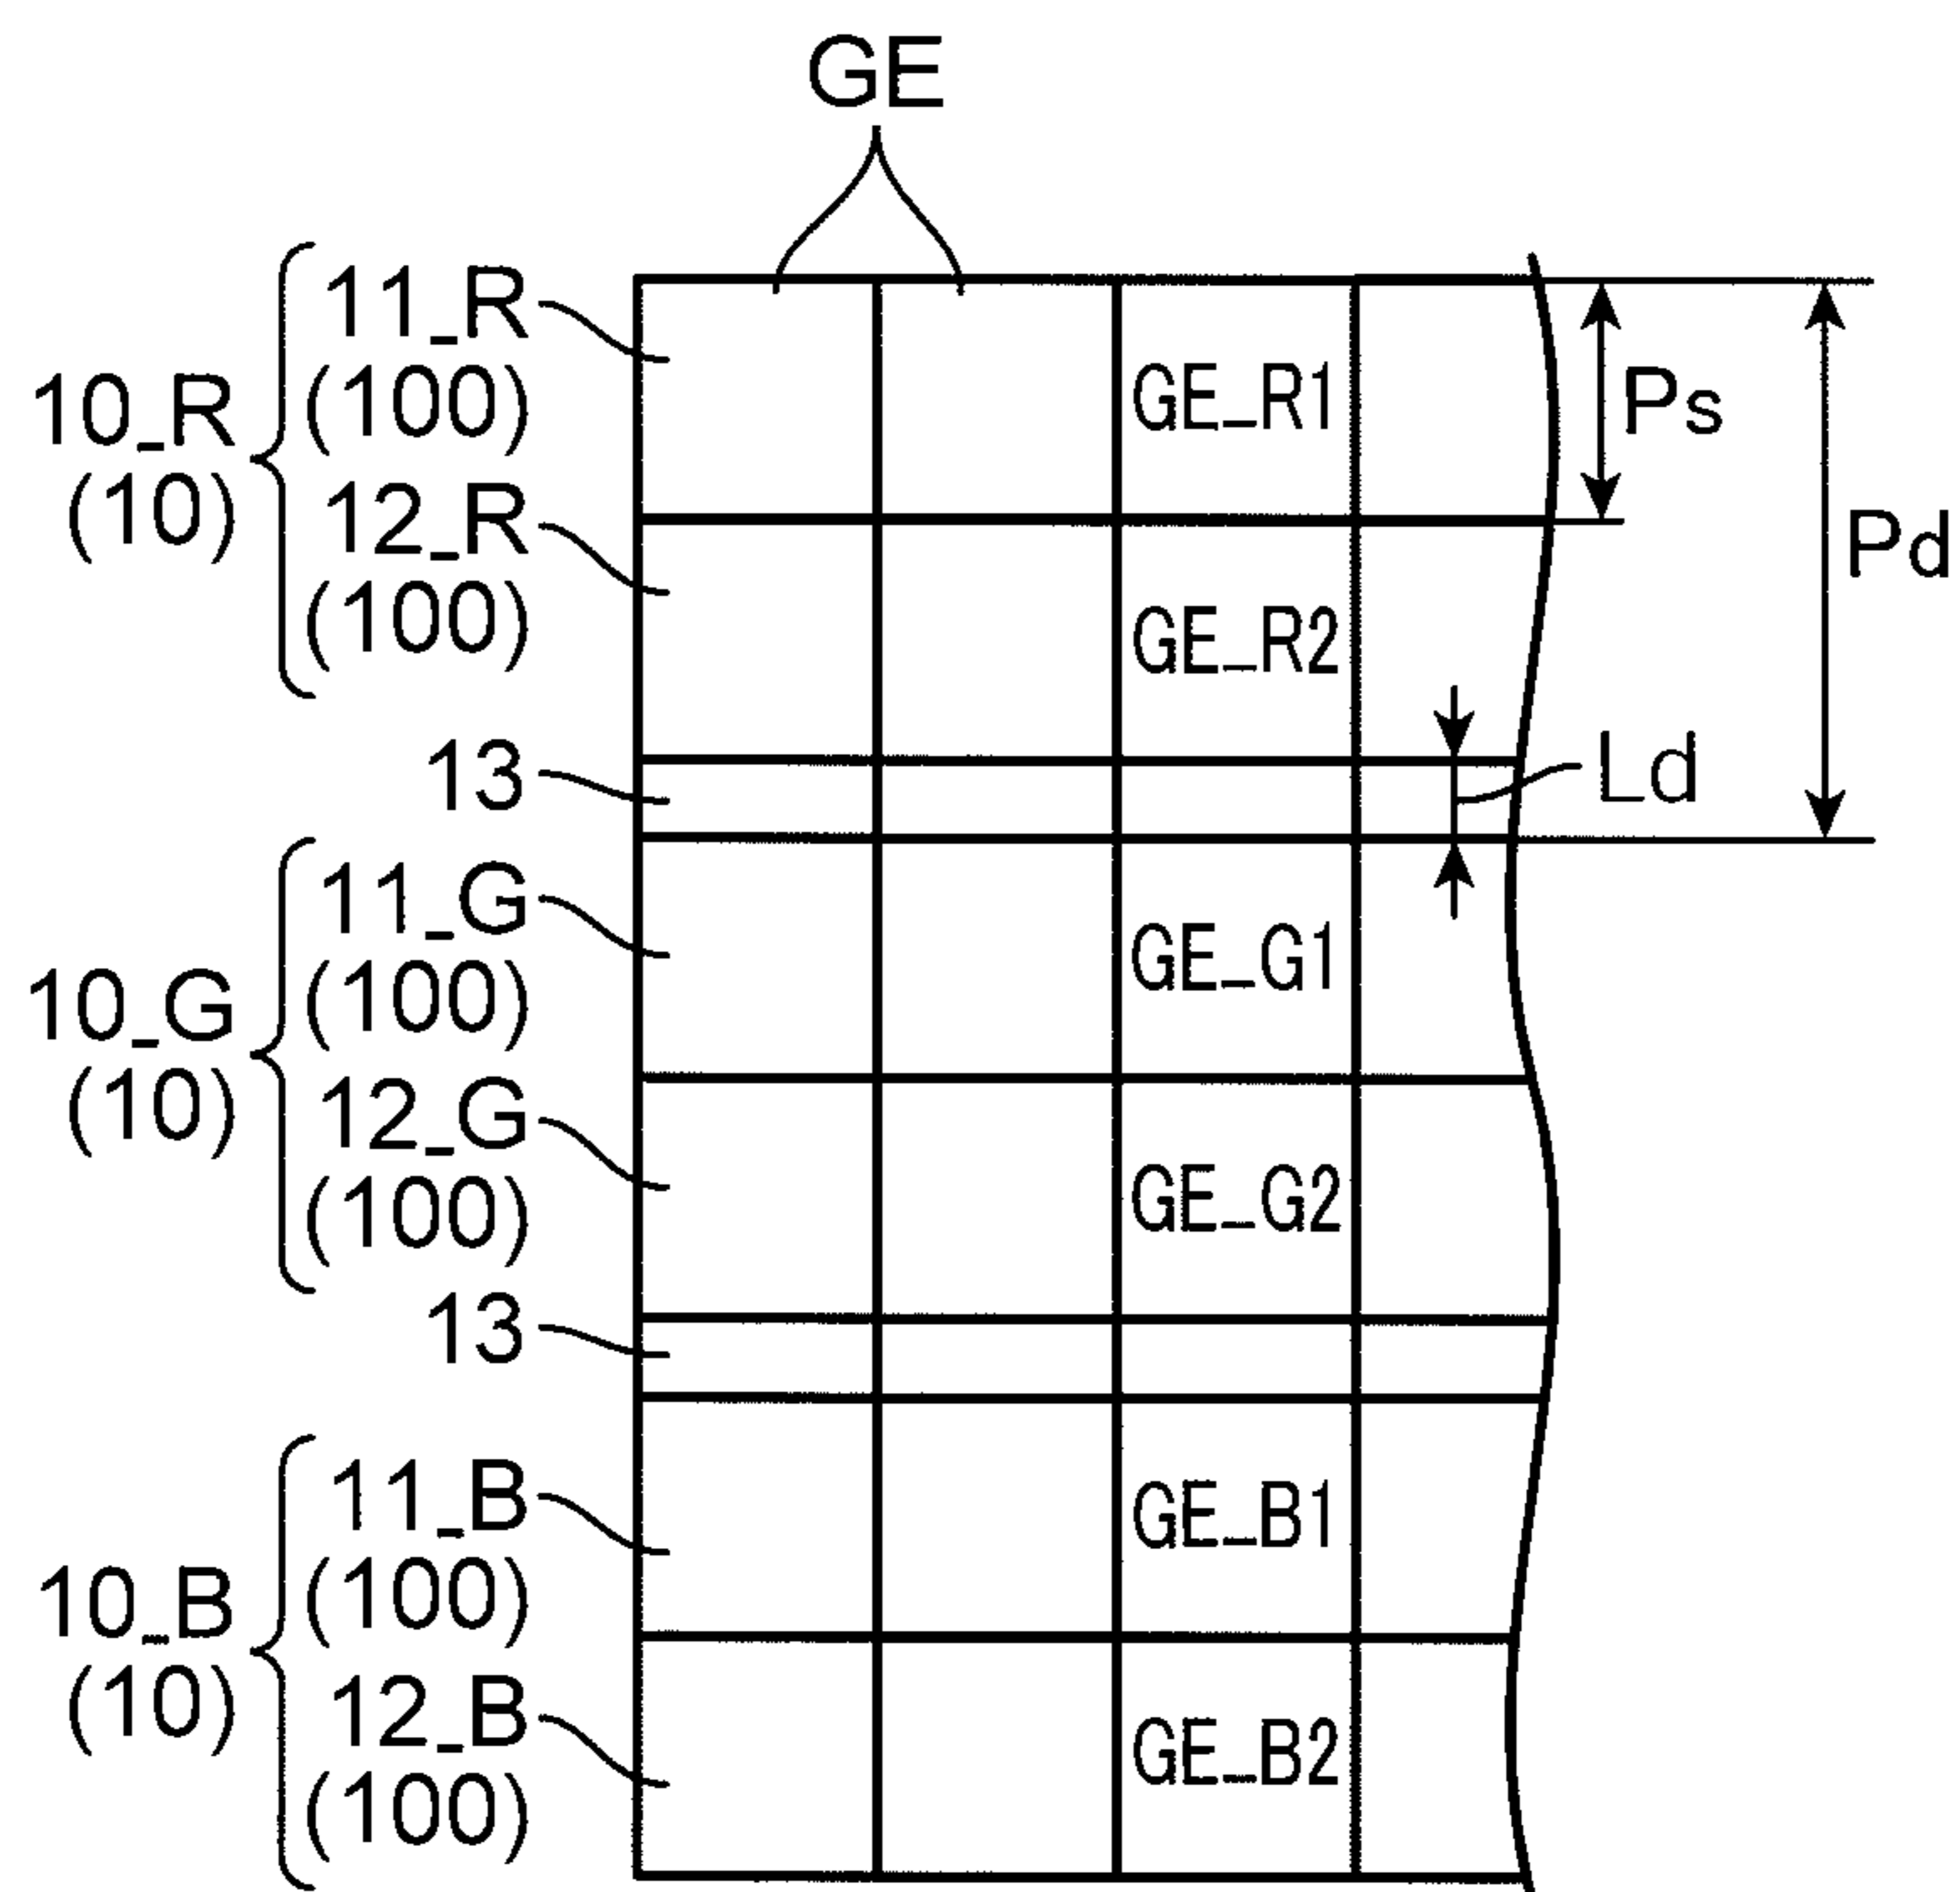 GE
11_R
(100)
10_R
(10)
12_R
(100)
GE_R1
Ps
GE_R2
Pd
13
Ld
11_G
(100)
10_G
(10)
12_G
(100)
GE_G1
GE_G2
13
11_B
(100)
10_B
(10)
12_B
(100)
GE_B1
GE_B2